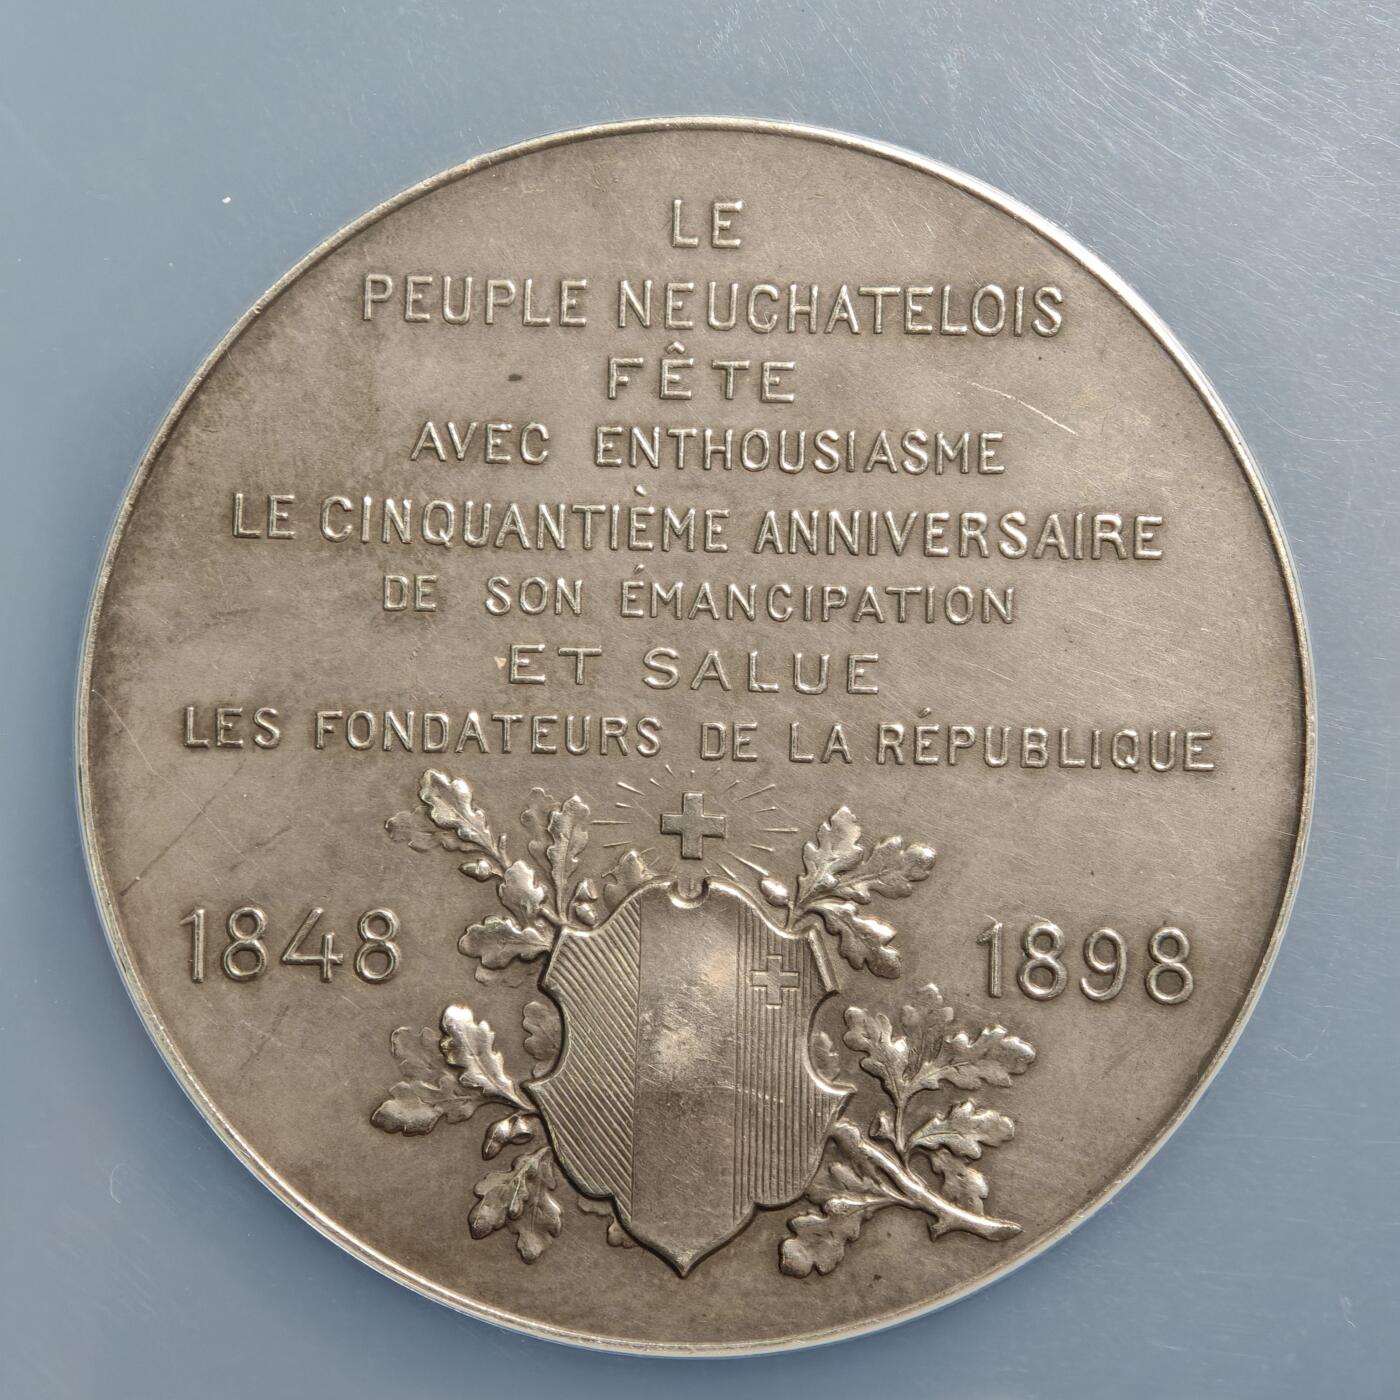 LE
PEUPLE NEUCHATELOIS
FÊTE
AVEC ENTHOUSIASME
LE CINQUANTIÈME ANNIVERSAIRE
DE SON ÉMANCIPATION
ET SALUE
LES FONDATEURS DE LA RÉPUBLIQUE
1848 1898